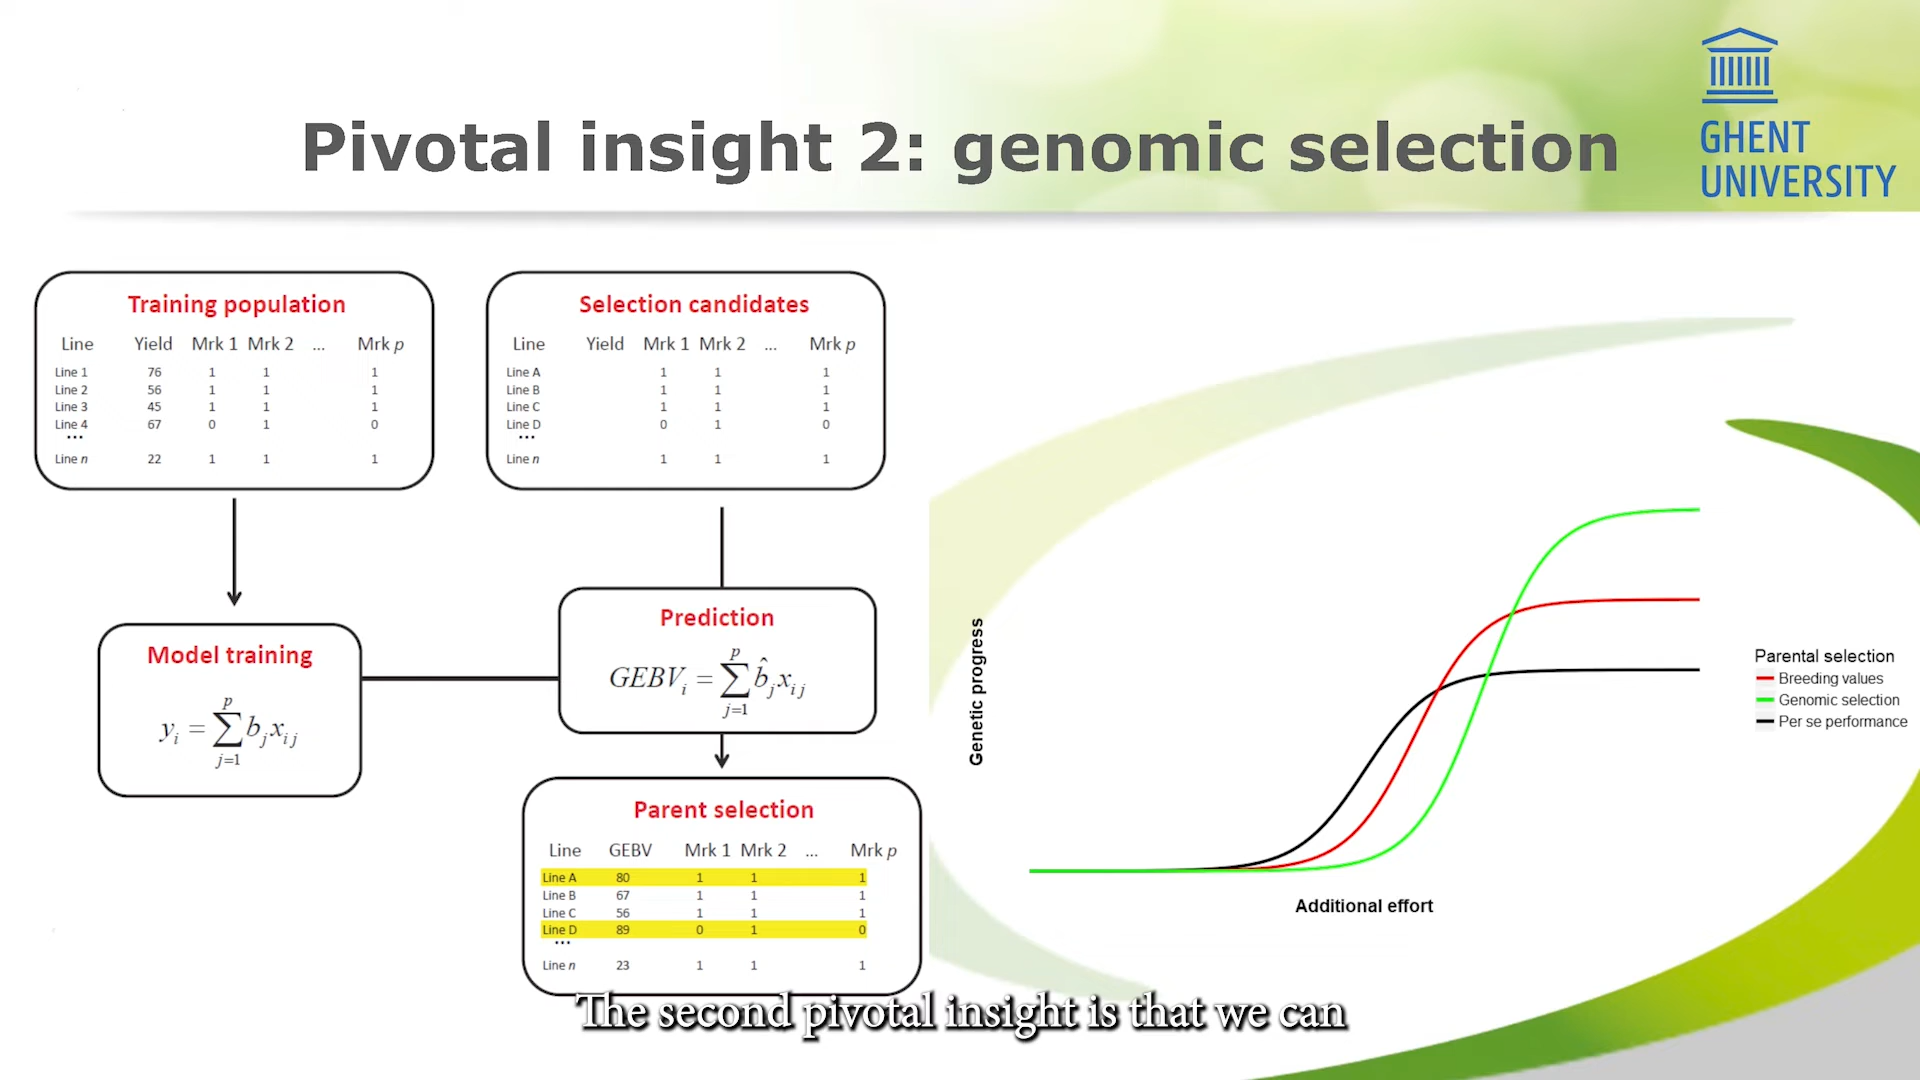 Pivotal insight 2: genomic selection
GHENT
UNIVERSITY
Training population
Line Yield Mrk 1 Mrk 2 ... Mrk p
Line 1 76 1 1 1
Line 2 56 1 1 1
Line 3 45 1 1 1
Line 4 67 0 1 0
...
Line n 22 1 1 1
Selection candidates
Line Yield Mrk 1 Mrk 2 ... Mrk p
Line A 1 1 1
Line B 1 1 1
Line C 1 1 1
Line D 0 1 0
...
Line n 1 1 1
Model training
y_i = \sum_{j=1}^{p} b_j x_{ij}
Prediction
GEBV_i = \sum_{j=1}^{p} \hat{b}_j x_{ij}
Parent selection
Line GEBV Mrk 1 Mrk 2 ... Mrk p
Line A 80 1 1 1
Line B 67 1 1 1
Line C 56 1 1 1
Line D 89 0 1 0
...
Line n 23 1 1 1
Genetic progress
Additional effort
Parental selection
Breeding values
Genomic selection
Per se performance
The second pivotal insight is that we can